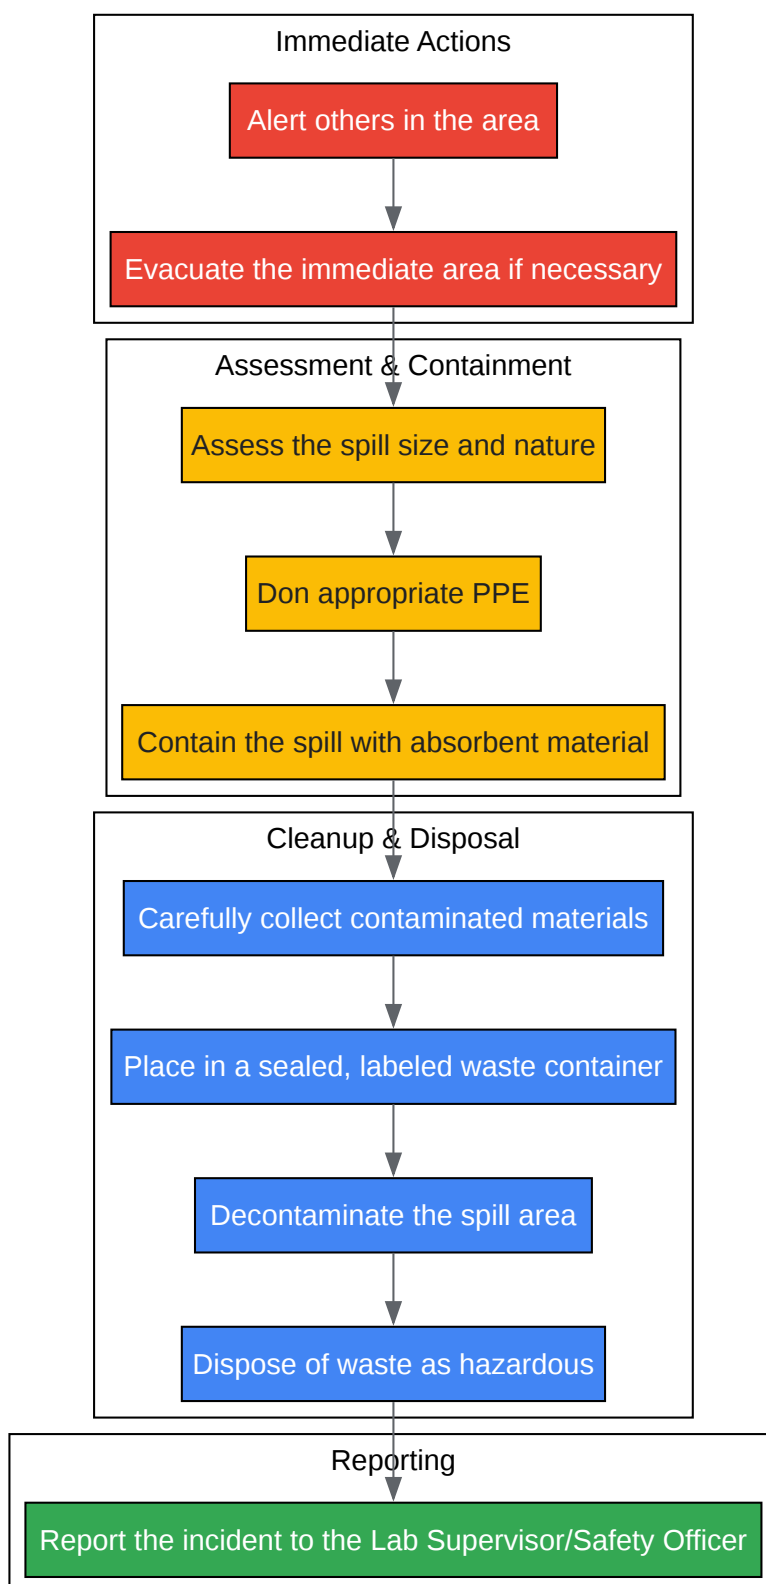 Immediate Actions
Alert others in the area
Evacuate the immediate area if necessary
Assessment & Containment
Assess the spill size and nature
Don appropriate PPE
Contain the spill with absorbent material
Cleanup & Disposal
Carefully collect contaminated materials
Place in a sealed, labeled waste container
Decontaminate the spill area
Dispose of waste as hazardous
Reporting
Report the incident to the Lab Supervisor/Safety Officer